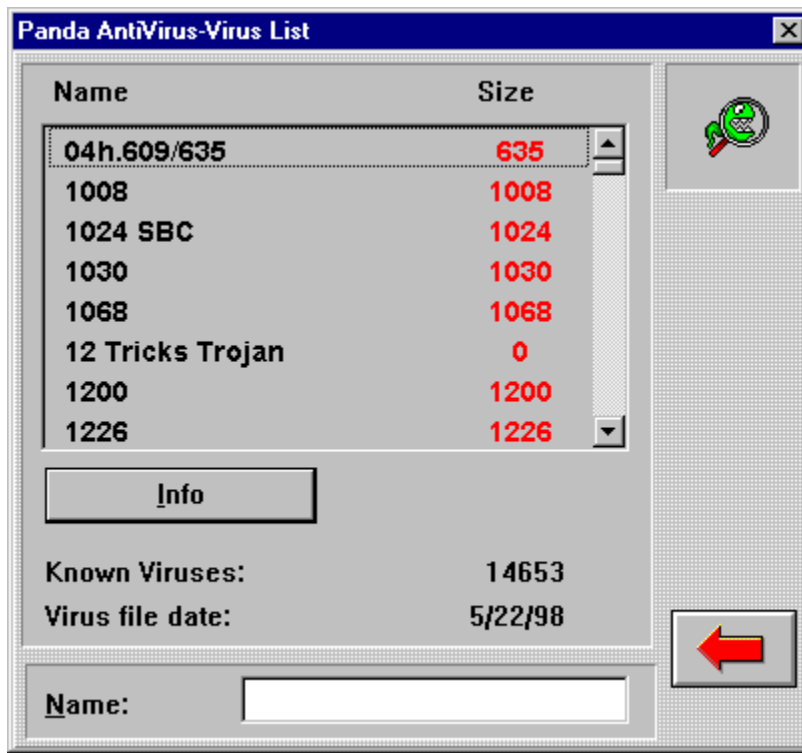 Panda AntiVirus-Virus List
Name Size
04h.609/635 635
1008 1008
1024 SBC 1024
1030 1030
1068 1068
12 Tricks Trojan 0
1200 1200
1226 1226
Info
Known Viruses: 14653
Virus file date: 5/22/98
Name: